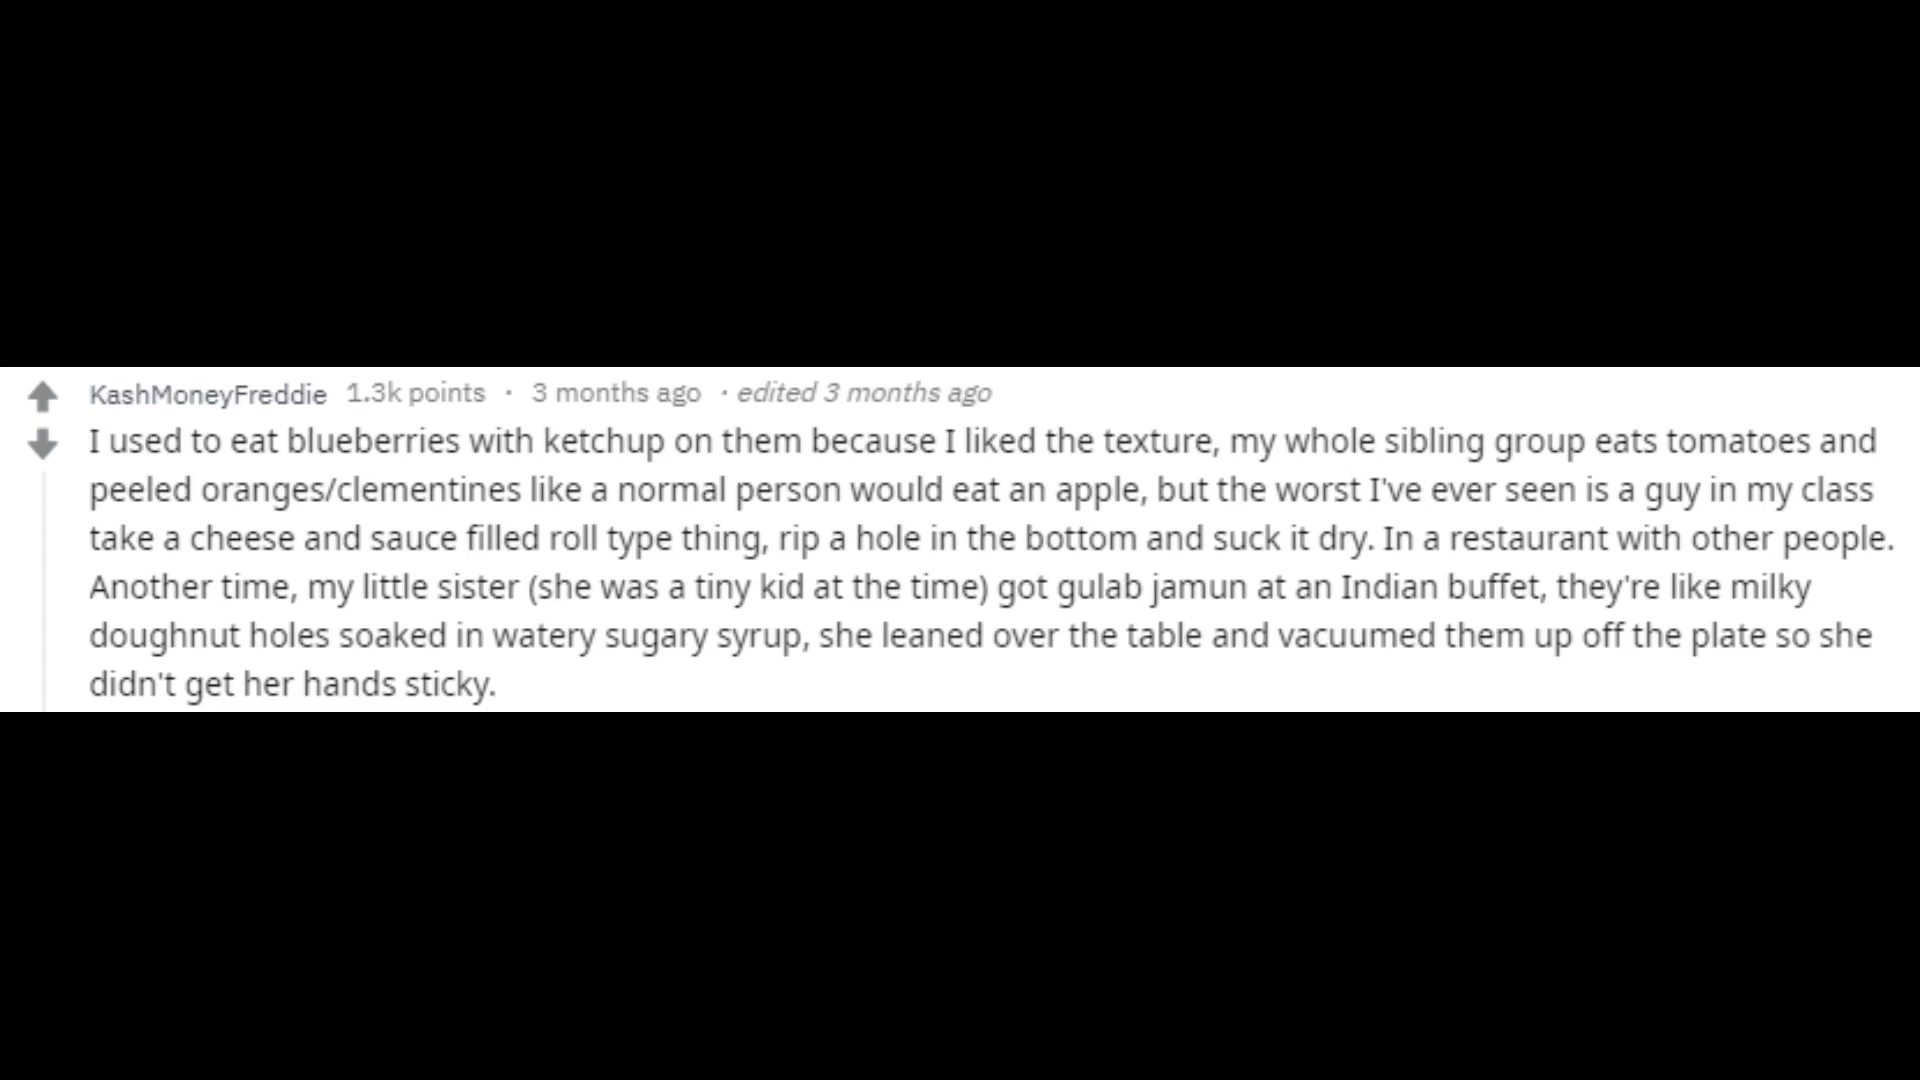 KashMoneyFreddie 1.3k points · 3 months ago · edited 3 months ago
I used to eat blueberries with ketchup on them because I liked the texture, my whole sibling group eats tomatoes and
peeled oranges/clementines like a normal person would eat an apple, but the worst I've ever seen is a guy in my class
take a cheese and sauce filled roll type thing, rip a hole in the bottom and suck it dry. In a restaurant with other people.
Another time, my little sister (she was a tiny kid at the time) got gulab jamun at an Indian buffet, they're like milky
doughnut holes soaked in watery sugary syrup, she leaned over the table and vacuumed them up off the plate so she
didn't get her hands sticky.